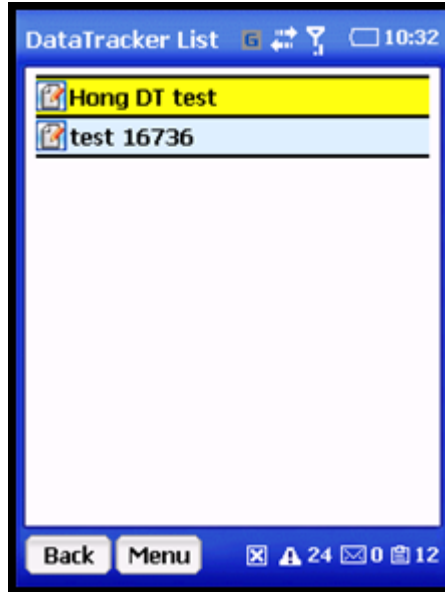 DataTracker List G 10:32
Hong DT test
test 16736
Back Menu 24 0 12